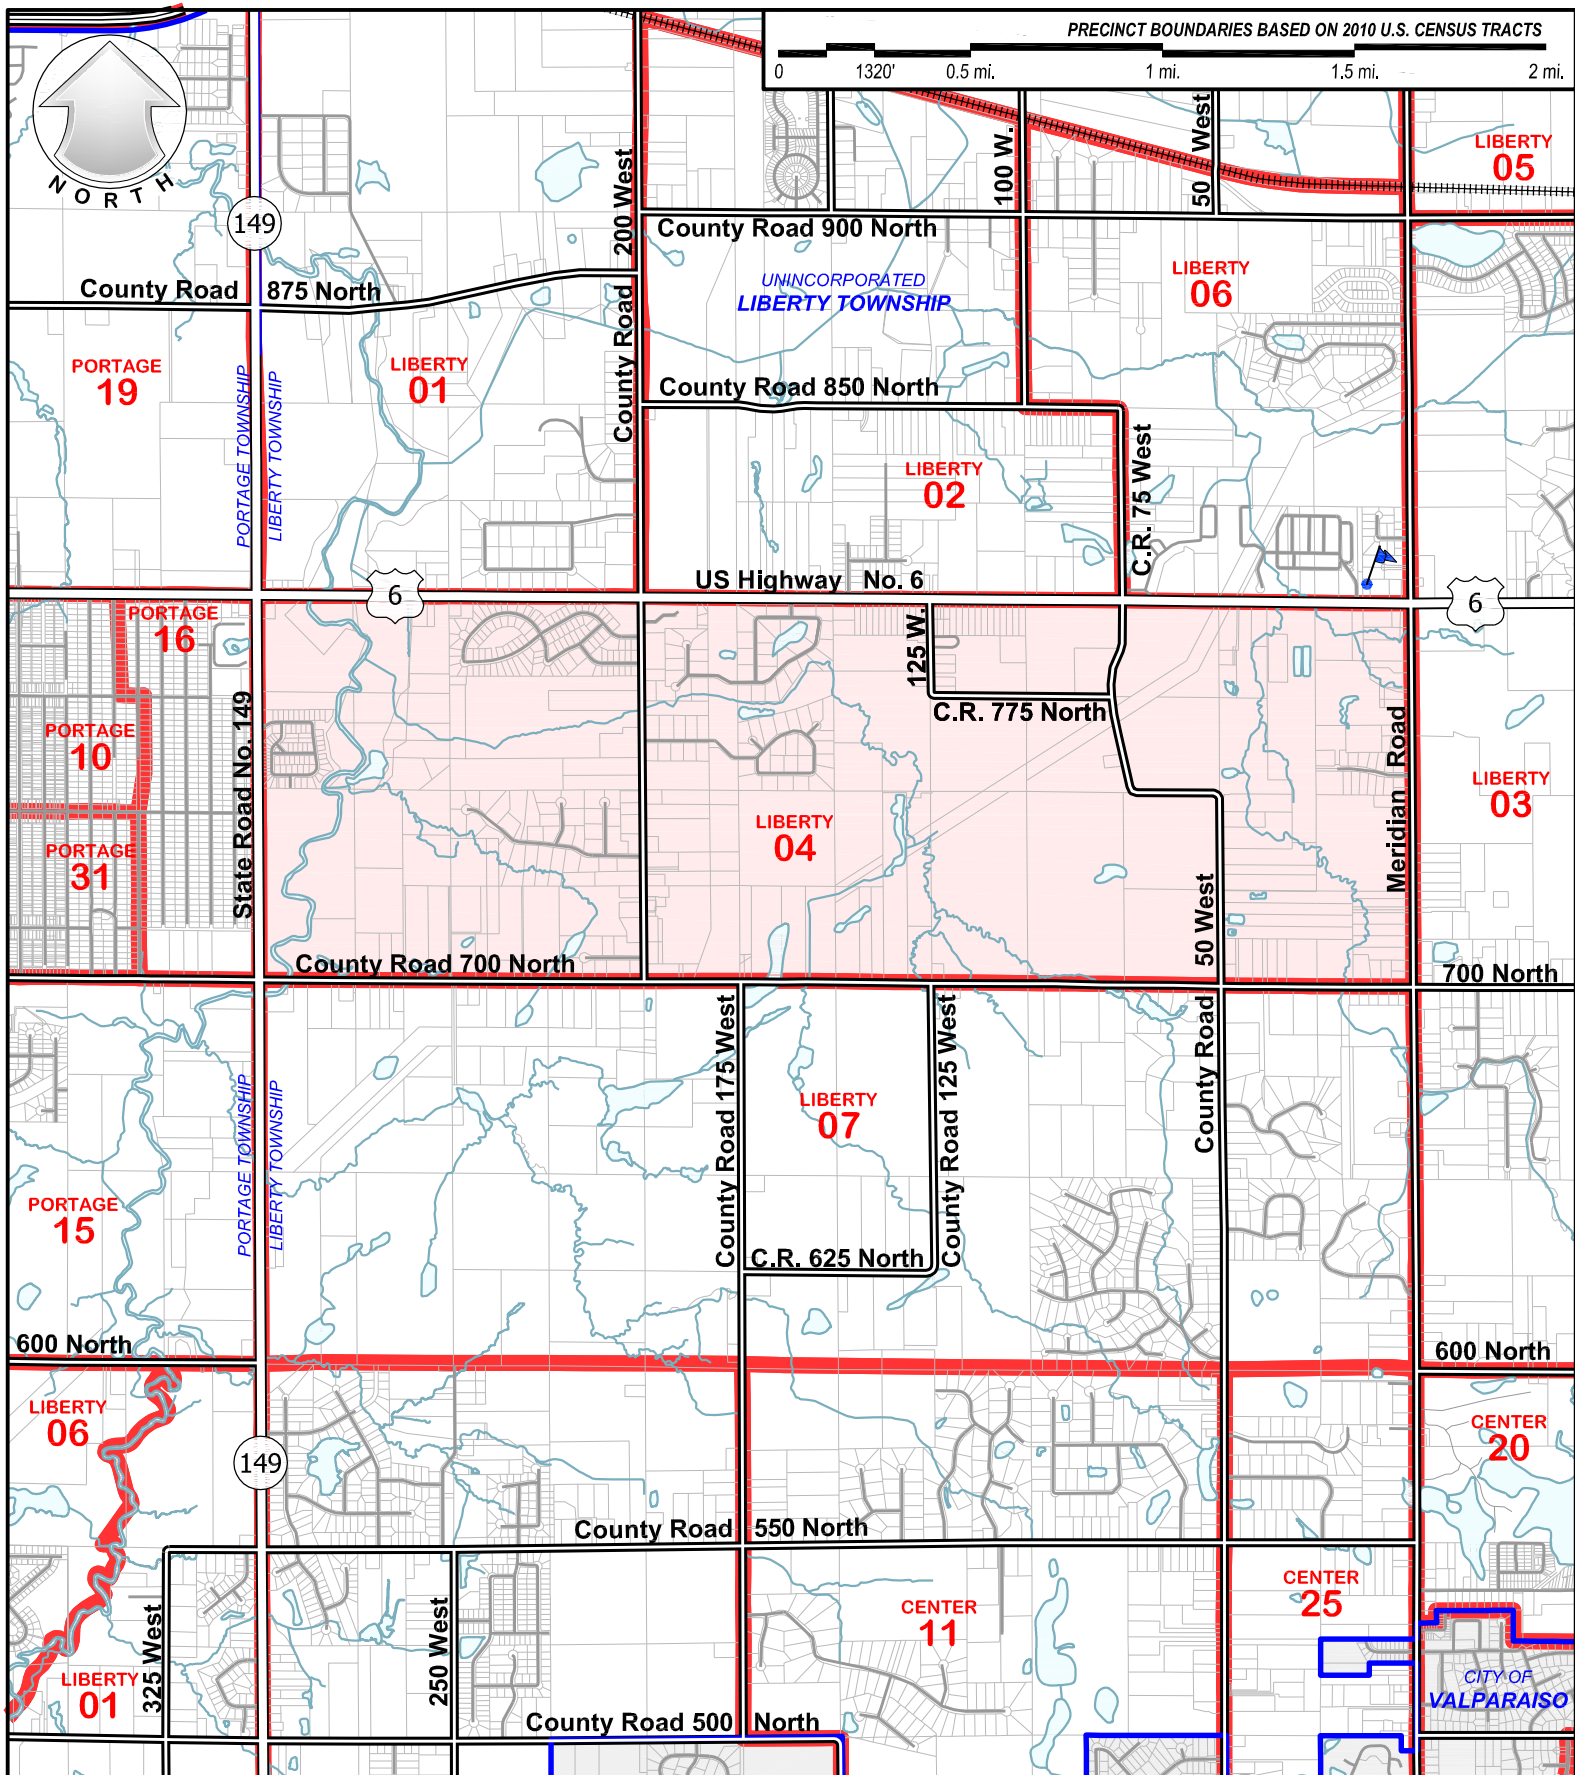 PRECINCT BOUNDARIES BASED ON 2010 U.S. CENSUS TRACTS
0 1320' 0.5 mi. 1 mi. 1.5 mi. 2 mi.
NORTH
149
200 West
County Road
100 W.
50 West
LIBERTY
05
County Road 900 North
UNINCORPORATED
LIBERTY TOWNSHIP
LIBERTY
06
County Road 875 North
PORTAGE
19
LIBERTY
01
PORTAGE TOWNSHIP
LIBERTY TOWNSHIP
County Road 850 North
LIBERTY
02
C.R. 75 West
US Highway No. 6
6
6
PORTAGE
16
125 W.
C.R. 775 North
PORTAGE
10
State Road No. 149
Meridian Road
LIBERTY
03
LIBERTY
04
PORTAGE
31
50 West
County Road
County Road 700 North
700 North
County Road 175 West
County Road 125 West
LIBERTY
07
PORTAGE TOWNSHIP
LIBERTY TOWNSHIP
PORTAGE
15
C.R. 625 North
600 North
600 North
LIBERTY
06
CENTER
20
149
County Road 550 North
CENTER
25
CENTER
11
325 West
250 West
LIBERTY
01
CITY OF
VALPARAISO
County Road 500 North